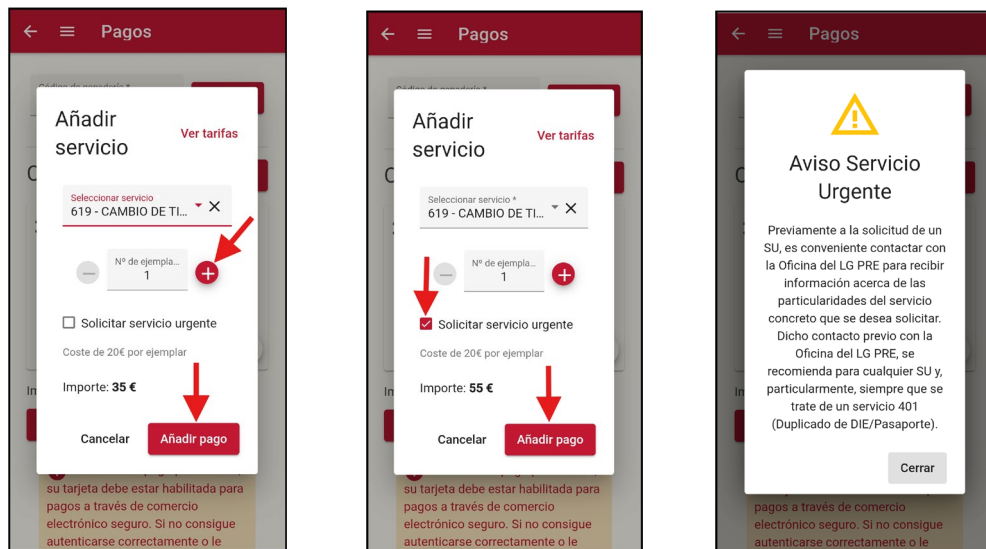 Pagos
Código de ganadería *
Añadir
servicio
Ver tarifas
Seleccionar servicio
619 - CAMBIO DE TI...
Nº de ejempla...
1
Solicitar servicio urgente
Coste de 20€ por ejemplar
Importe: 35 €
Cancelar
Añadir pago
su tarjeta debe estar habilitada para
pagos a través de comercio
electrónico seguro. Si no consigue
autenticarse correctamente o le
Pagos
Añadir
servicio
Ver tarifas
Seleccionar servicio *
619 - CAMBIO DE TI...
Nº de ejempla...
1
Solicitar servicio urgente
Coste de 20€ por ejemplar
Importe: 55 €
Cancelar
Añadir pago
su tarjeta debe estar habilitada para
pagos a través de comercio
electrónico seguro. Si no consigue
autenticarse correctamente o le
Pagos
Aviso Servicio
Urgente
Previamente a la solicitud de un
SU, es conveniente contactar con
la Oficina del LG PRE para recibir
información acerca de las
particularidades del servicio
concreto que se desea solicitar.
Dicho contacto previo con la
Oficina del LG PRE, se
recomienda para cualquier SU y,
particularmente, siempre que se
trate de un servicio 401
(Duplicado de DIE/Pasaporte).
Cerrar
pagos a través de comercio
electrónico seguro. Si no consigue
autenticarse correctamente o le